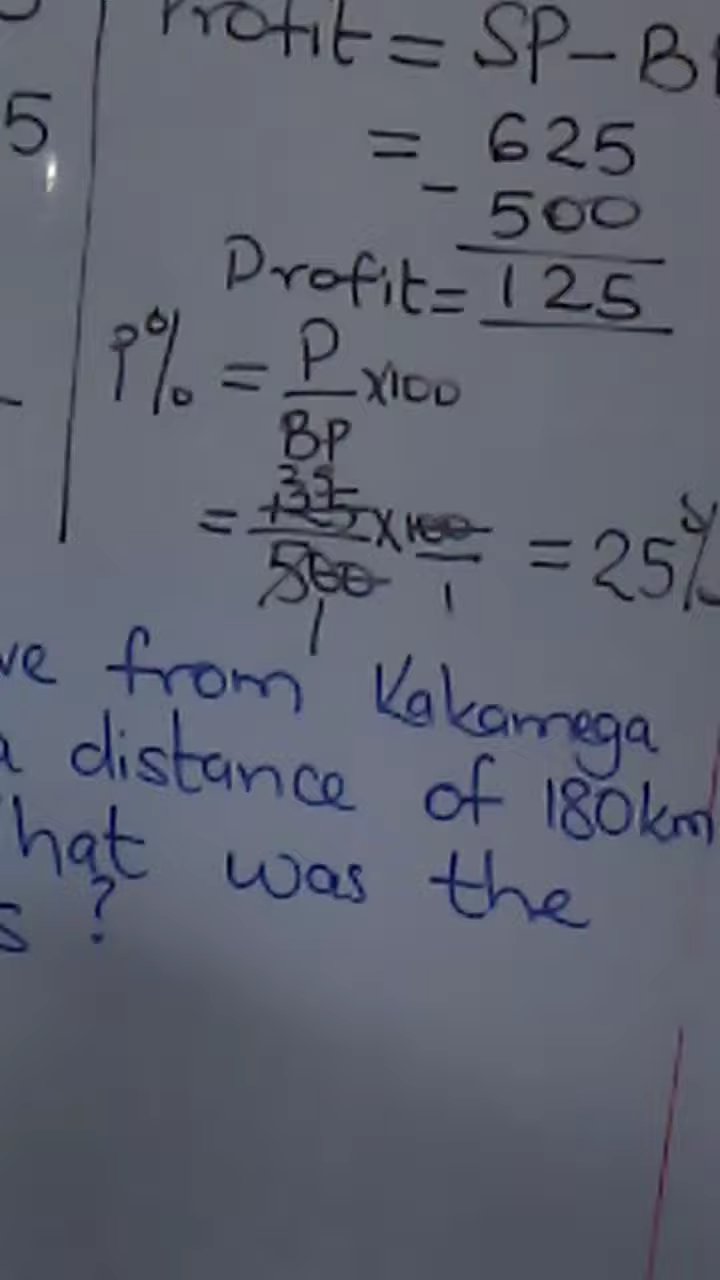 5
Profit = SP - B
= 625
- 500
Profit = 125
P% = P/BP x100
= 125/500 x 100/1 = 25%
1
ve from Kakamega
a distance of 180km
hat was the
s ?